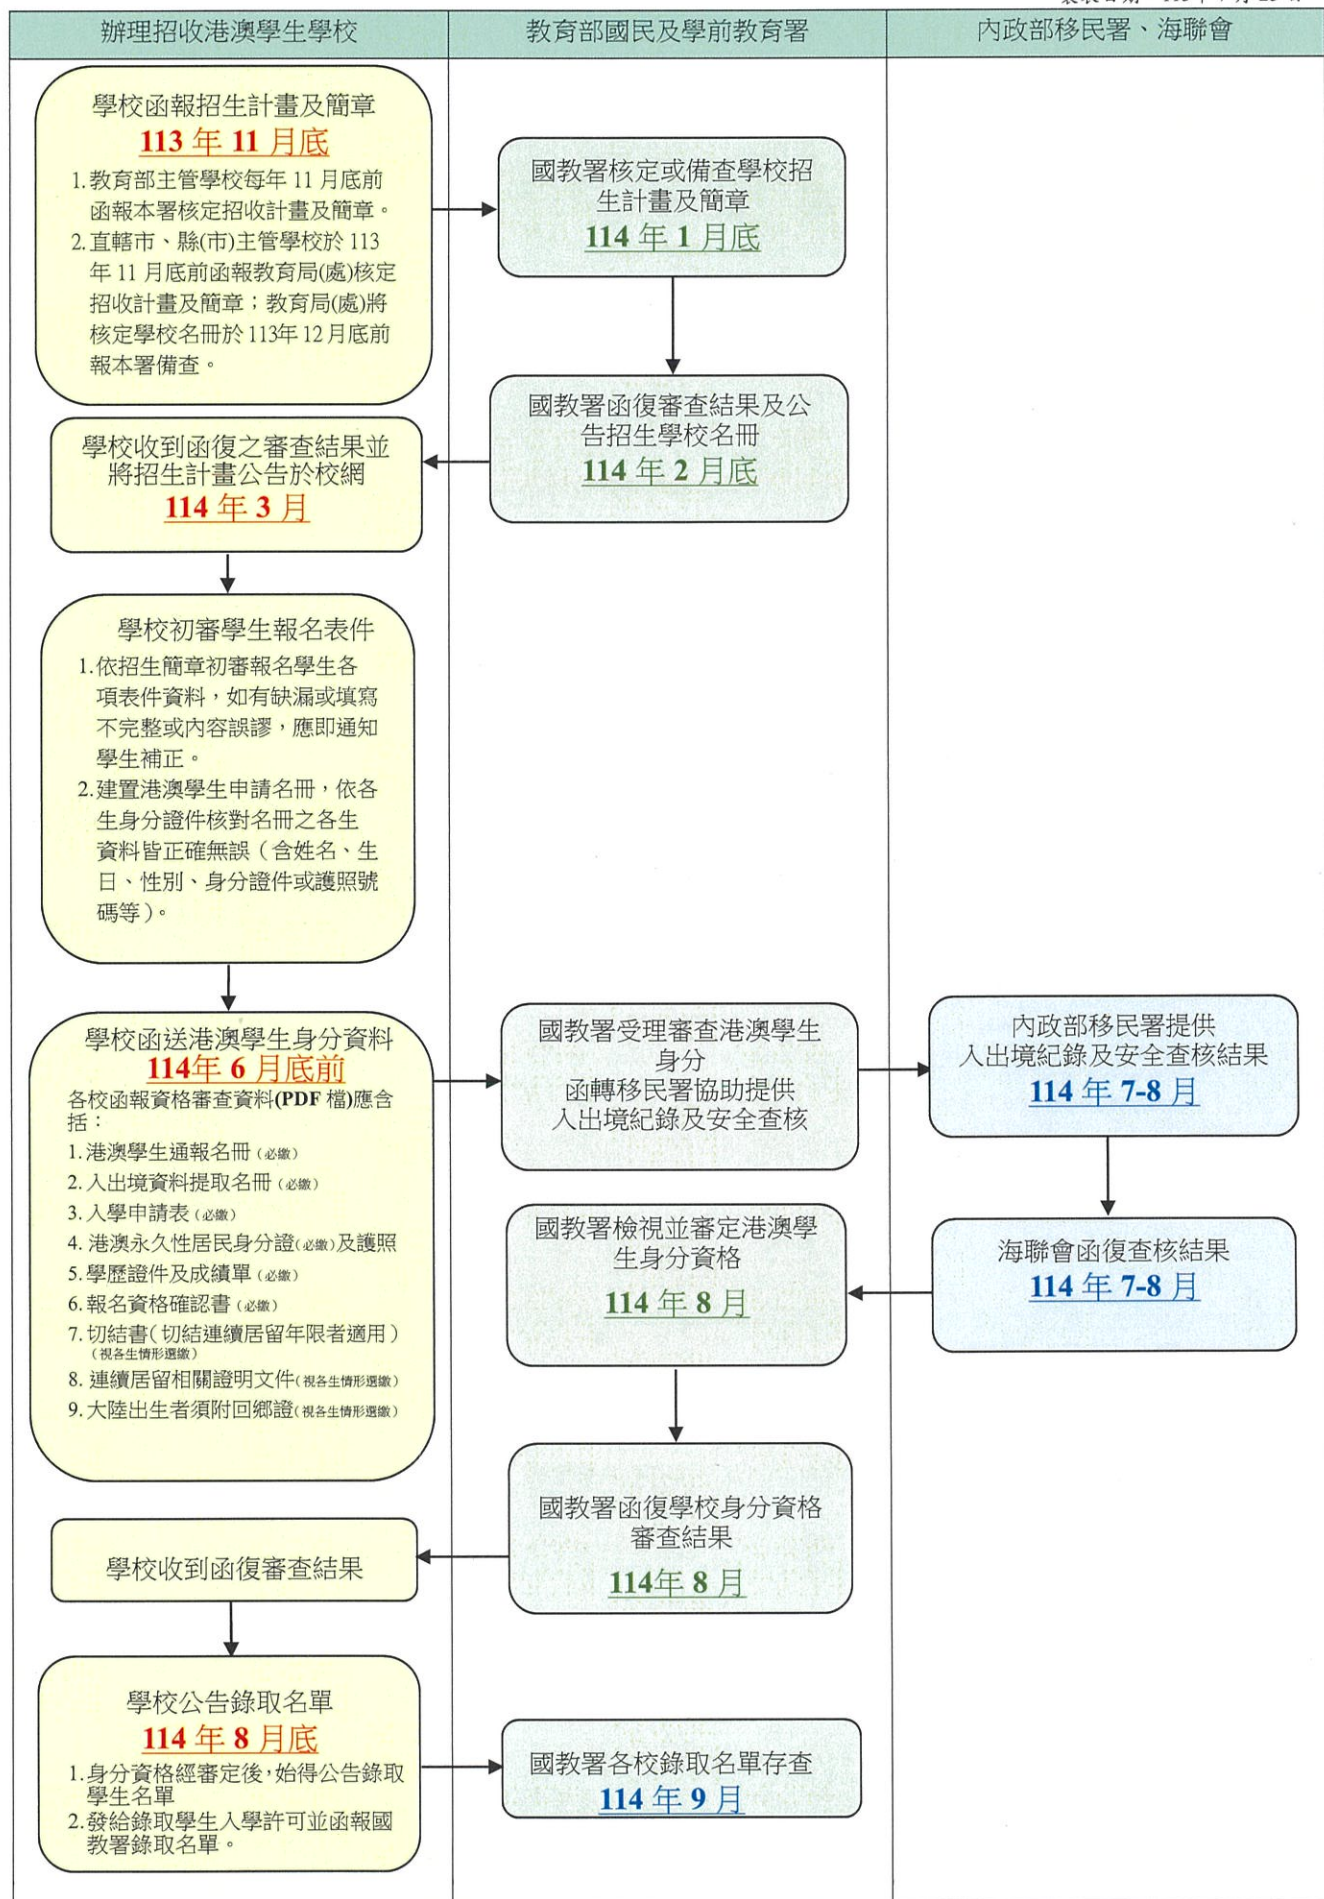 辦理招收港澳學生學校
教育部國民及學前教育署
內政部移民署、海聯會
學校函報招生計畫及簡章
113 年 11 月底
1.教育部主管學校每年 11 月底前
函報本署核定招收計畫及簡章。
2.直轄市、縣(市)主管學校於 113
年 11 月底前函報教育局(處)核定
招收計畫及簡章；教育局(處)將
核定學校名冊於 113年 12 月底前
報本署備查。
國教署核定或備查學校招
生計畫及簡章
114 年 1 月底
國教署函復審查結果及公
告招生學校名冊
114 年 2 月底
學校收到函復之審查結果並
將招生計畫公告於校網
114 年 3 月
學校初審學生報名表件
1.依招生簡章初審報名學生各
項表件資料，如有缺漏或填寫
不完整或內容誤謬，應即通知
學生補正。
2.建置港澳學生申請名冊，依各
生身分證件核對名冊之各生
資料皆正確無誤（含姓名、生
日、性別、身分證件或護照號
碼等）。
學校函送港澳學生身分資料
114年 6 月底前
各校函報資格審查資料(PDF 檔)應含
括：
1.港澳學生通報名冊（必繳）
2.入出境資料提取名冊（必繳）
3.入學申請表（必繳）
4.港澳永久性居民身分證(必繳)及護照
5.學歷證件及成績單（必繳）
6.報名資格確認書（必繳）
7.切結書（切結連續居留年限者適用）
（視各生情形選繳）
8.連續居留相關證明文件（視各生情形選繳）
9.大陸出生者須附回鄉證（視各生情形選繳）
國教署受理審查港澳學生
身分
函轉移民署協助提供
入出境紀錄及安全查核
內政部移民署提供
入出境紀錄及安全查核結果
114 年 7-8 月
海聯會函復查核結果
114 年 7-8 月
國教署檢視並審定港澳學
生身分資格
114 年 8 月
國教署函復學校身分資格
審查結果
114年 8 月
學校收到函復審查結果
學校公告錄取名單
114 年 8 月底
1.身分資格經審定後，始得公告錄取
學生名單
2.發給錄取學生入學許可並函報國
教署錄取名單。
國教署各校錄取名單存查
114 年 9 月